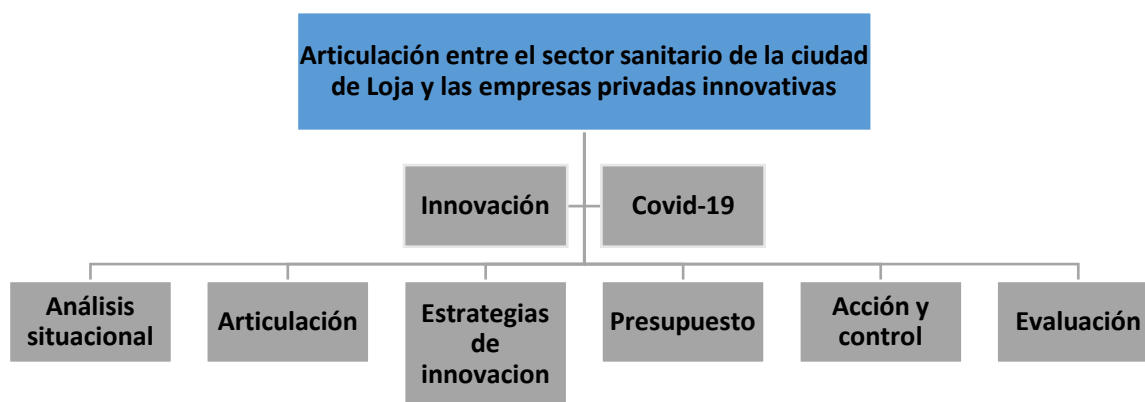 Articulación entre el sector sanitario de la ciudad
de Loja y las empresas privadas innovativas
Innovación
Covid-19
Análisis
situacional
Articulación
Estrategias
de
innovacion
Presupuesto
Acción y
control
Evaluación